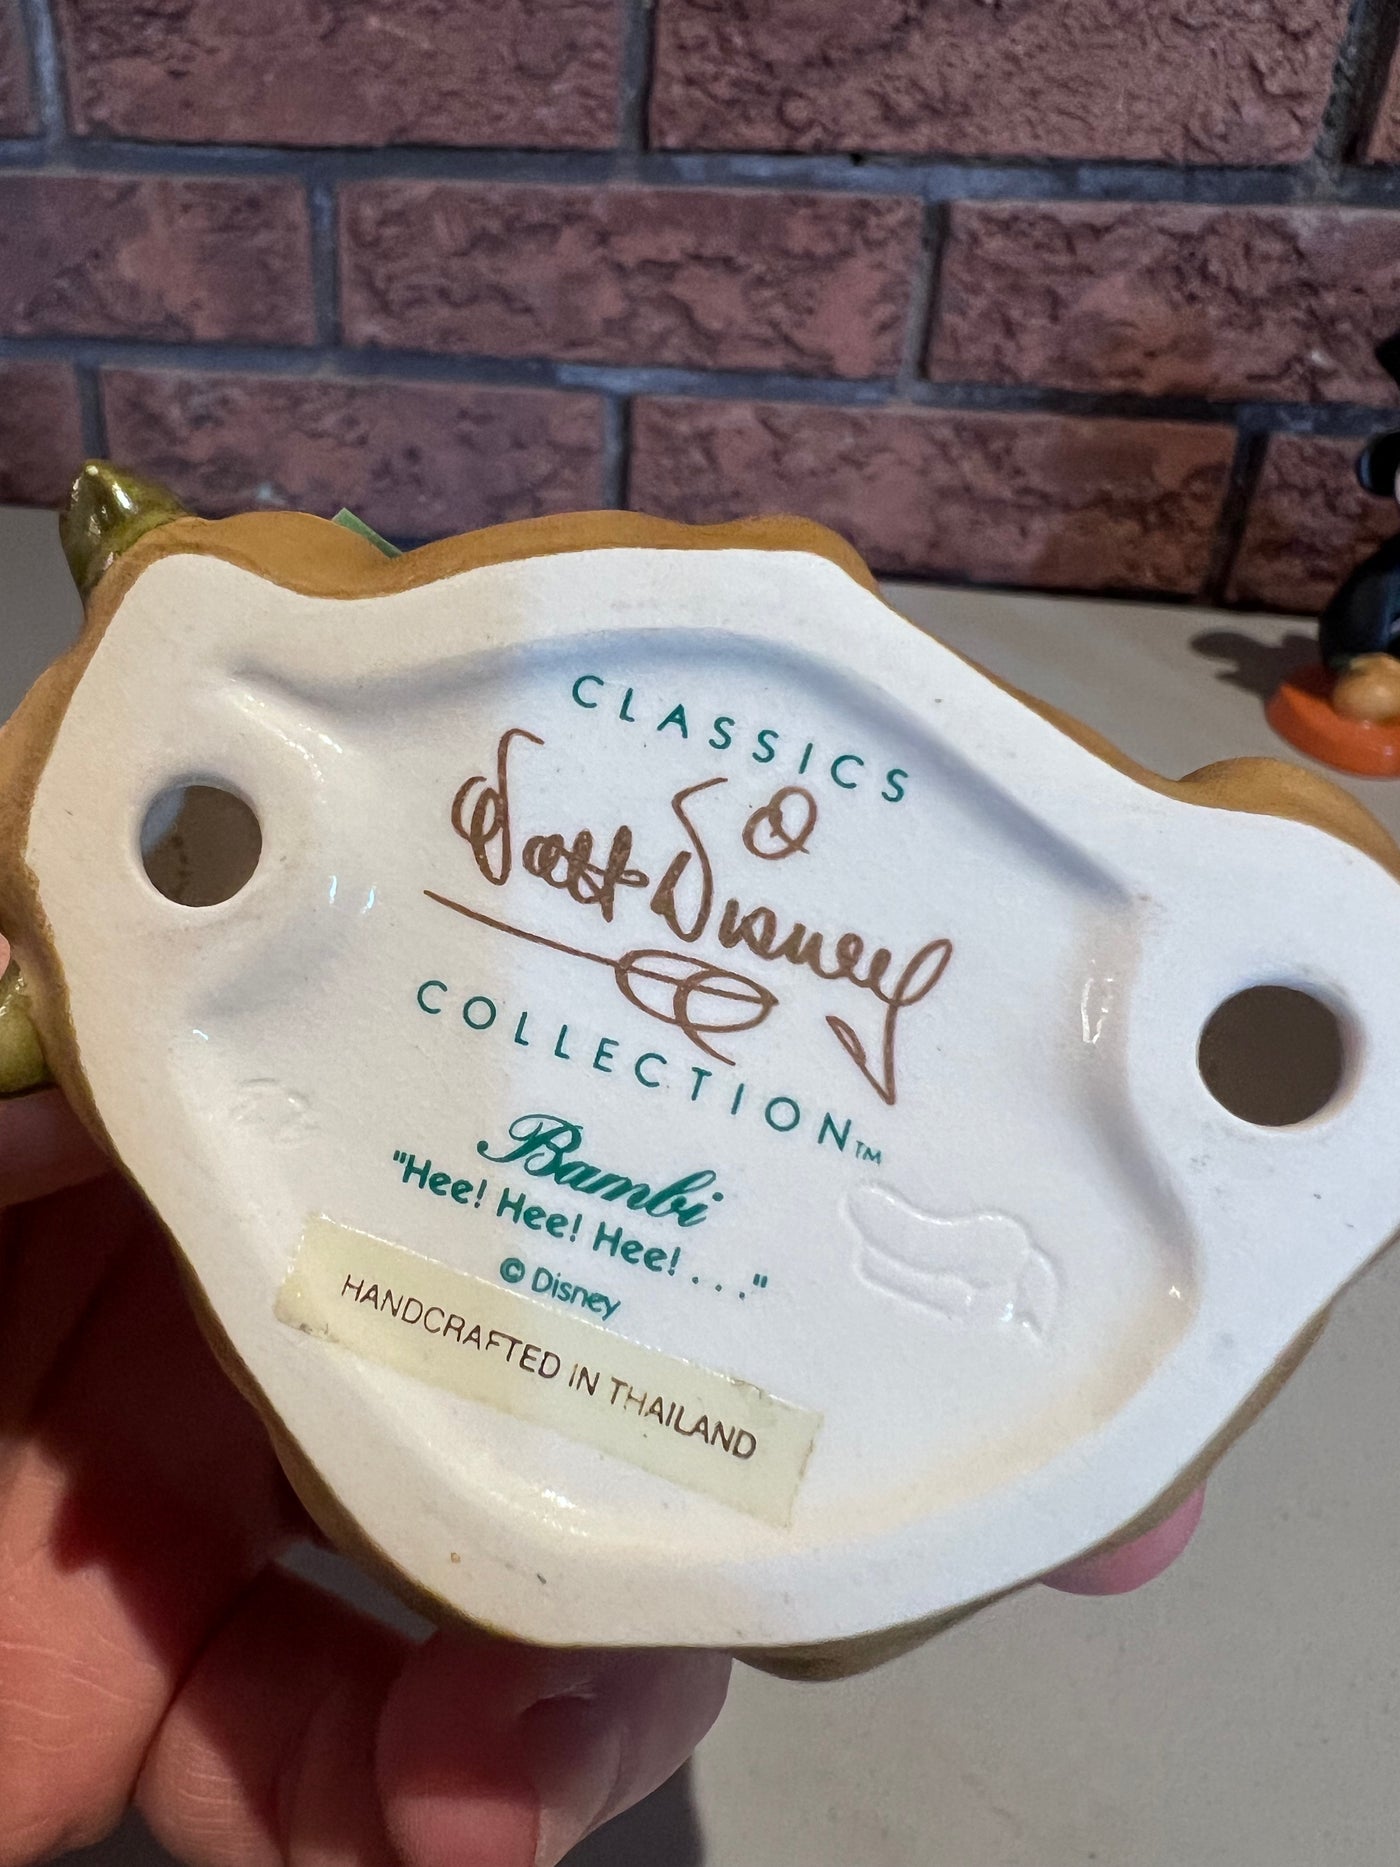 CLASSICS
Walt Disney
COLLECTION™
Bambi
"Hee! Hee! Hee! . . ."
© Disney
HANDCRAFTED IN THAILAND